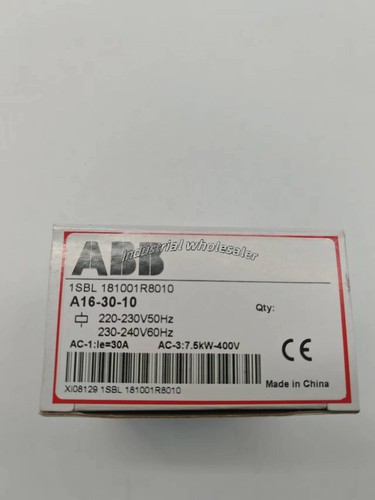 ABB
Industrial wholesaler
1SBL 181001R8010
A16-30-10
Qty:
220-230V50Hz
230-240V60Hz
AC-1:Ie=30A AC-3:7.5kW-400V
CE
XI08129 1SBL 181001R8010
Made in China